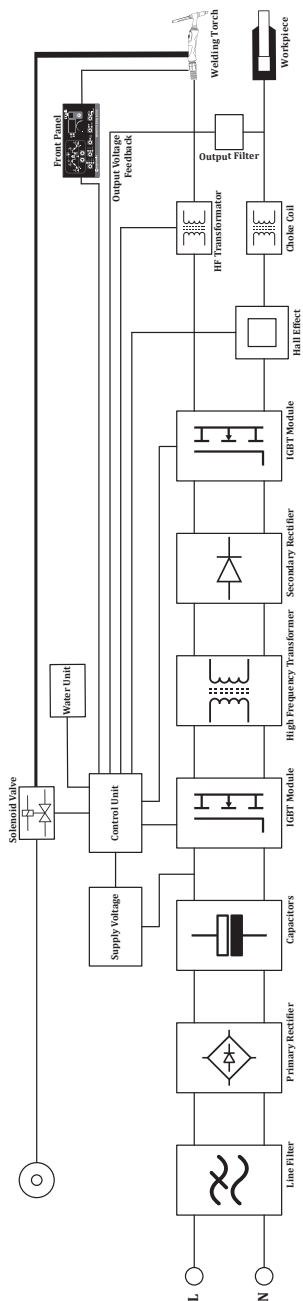 Welding Torch
Workpiece
Front Panel
Output Voltage
Feedback
Output Filter
HF Transformator
Choke Coil
Hall Effect
IGBT Module
Secondary Rectifier
High Frequency Transformer
Water Unit
Solenoid Valve
Control Unit
IGBT Module
Supply Voltage
Capacitors
Primary Rectifier
Line Filter
L
N